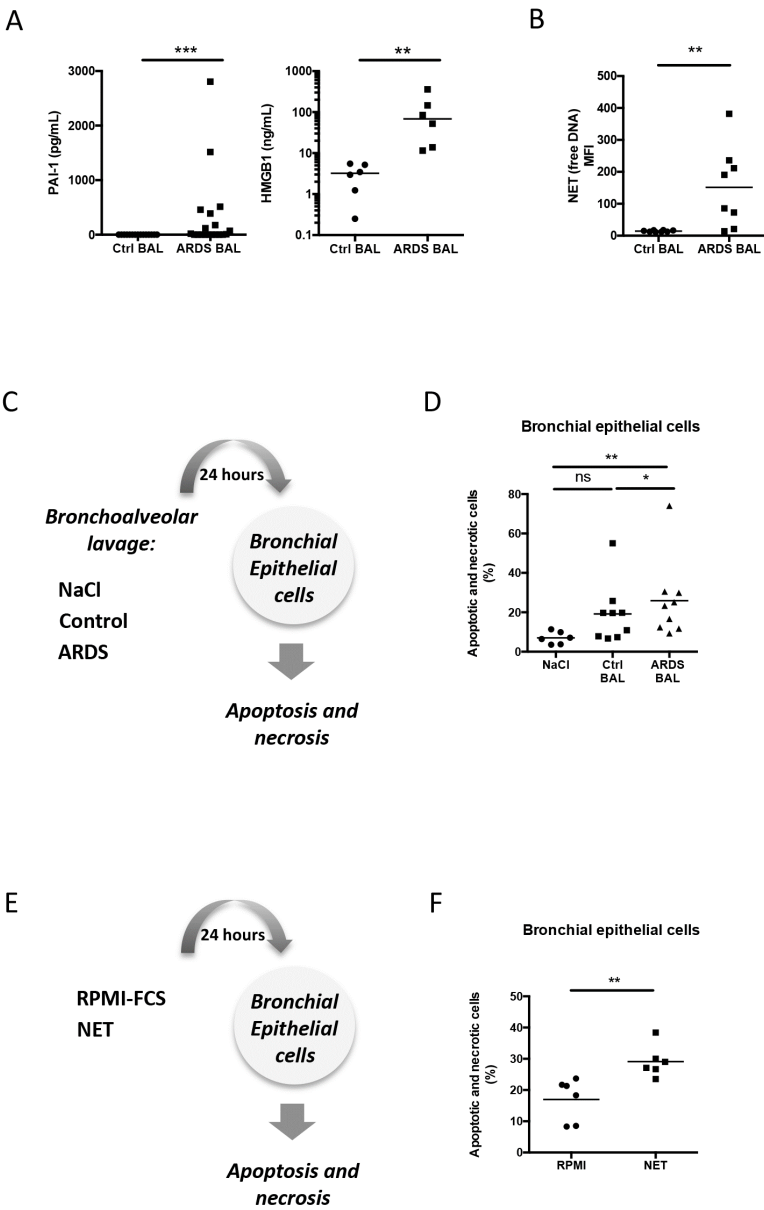 A
B
***
**
**
3000
2000
1000
0
PAI-1 (pg/mL)
Ctrl BAL
ARDS BAL
1000
100
10
1
0.1
HMGB1 (ng/mL)
Ctrl BAL
ARDS BAL
500
400
300
200
100
0
NET (free DNA)
MFI
Ctrl BAL
ARDS BAL
C
24 hours
Bronchoalveolar
lavage:
NaCl
Control
ARDS
Bronchial
Epithelial
cells
Apoptosis and
necrosis
D
Bronchial epithelial cells
**
ns
*
80
60
40
20
0
Apoptotic and necrotic cells
(%)
NaCl
Ctrl
BAL
ARDS
BAL
E
24 hours
RPMI-FCS
NET
Bronchial
Epithelial
cells
Apoptosis and
necrosis
F
Bronchial epithelial cells
**
50
40
30
20
10
0
Apoptotic and necrotic cells
(%)
RPMI
NET